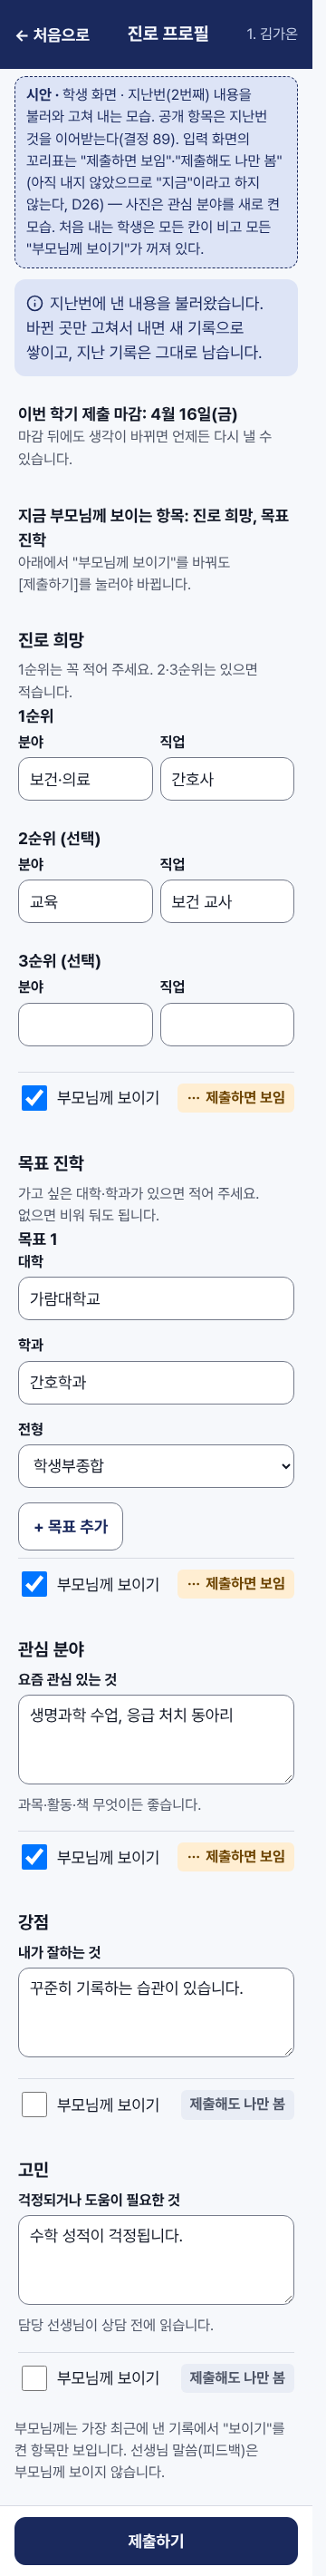 ← 처음으로 진로 프로필 1. 김가온
시안 · 학생 화면 · 지난번(2번째) 내용을
불러와 고쳐 내는 모습. 공개 항목은 지난번
것을 이어받는다(결정 89). 입력 화면의
꼬리표는 "제출하면 보임"·"제출해도 나만 봄"
(아직 내지 않았으므로 "지금"이라고 하지
않는다, D26) — 사진은 관심 분야를 새로 켠
모습. 처음 내는 학생은 모든 칸이 비고 모든
"부모님께 보이기"가 꺼져 있다.
지난번에 낸 내용을 불러왔습니다.
바뀐 곳만 고쳐서 내면 새 기록으로
쌓이고, 지난 기록은 그대로 남습니다.
이번 학기 제출 마감: 4월 16일(금)
마감 뒤에도 생각이 바뀌면 언제든 다시 낼 수
있습니다.
지금 부모님께 보이는 항목: 진로 희망, 목표
진학
아래에서 "부모님께 보이기"를 바꿔도
[제출하기]를 눌러야 바뀝니다.
진로 희망
1순위는 꼭 적어 주세요. 2·3순위는 있으면
적습니다.
1순위
분야 직업
보건·의료 간호사
2순위 (선택)
분야 직업
교육 보건 교사
3순위 (선택)
분야 직업
부모님께 보이기 ··· 제출하면 보임
목표 진학
가고 싶은 대학·학과가 있으면 적어 주세요.
없으면 비워 둬도 됩니다.
목표 1
대학
가람대학교
학과
간호학과
전형
학생부종합
+ 목표 추가
부모님께 보이기 ··· 제출하면 보임
관심 분야
요즘 관심 있는 것
생명과학 수업, 응급 처치 동아리
과목·활동·책 무엇이든 좋습니다.
부모님께 보이기 ··· 제출하면 보임
강점
내가 잘하는 것
꾸준히 기록하는 습관이 있습니다.
부모님께 보이기 제출해도 나만 봄
고민
걱정되거나 도움이 필요한 것
수학 성적이 걱정됩니다.
담당 선생님이 상담 전에 읽습니다.
부모님께 보이기 제출해도 나만 봄
부모님께는 가장 최근에 낸 기록에서 "보이기"를
켠 항목만 보입니다. 선생님 말씀(피드백)은
부모님께 보이지 않습니다.
제출하기